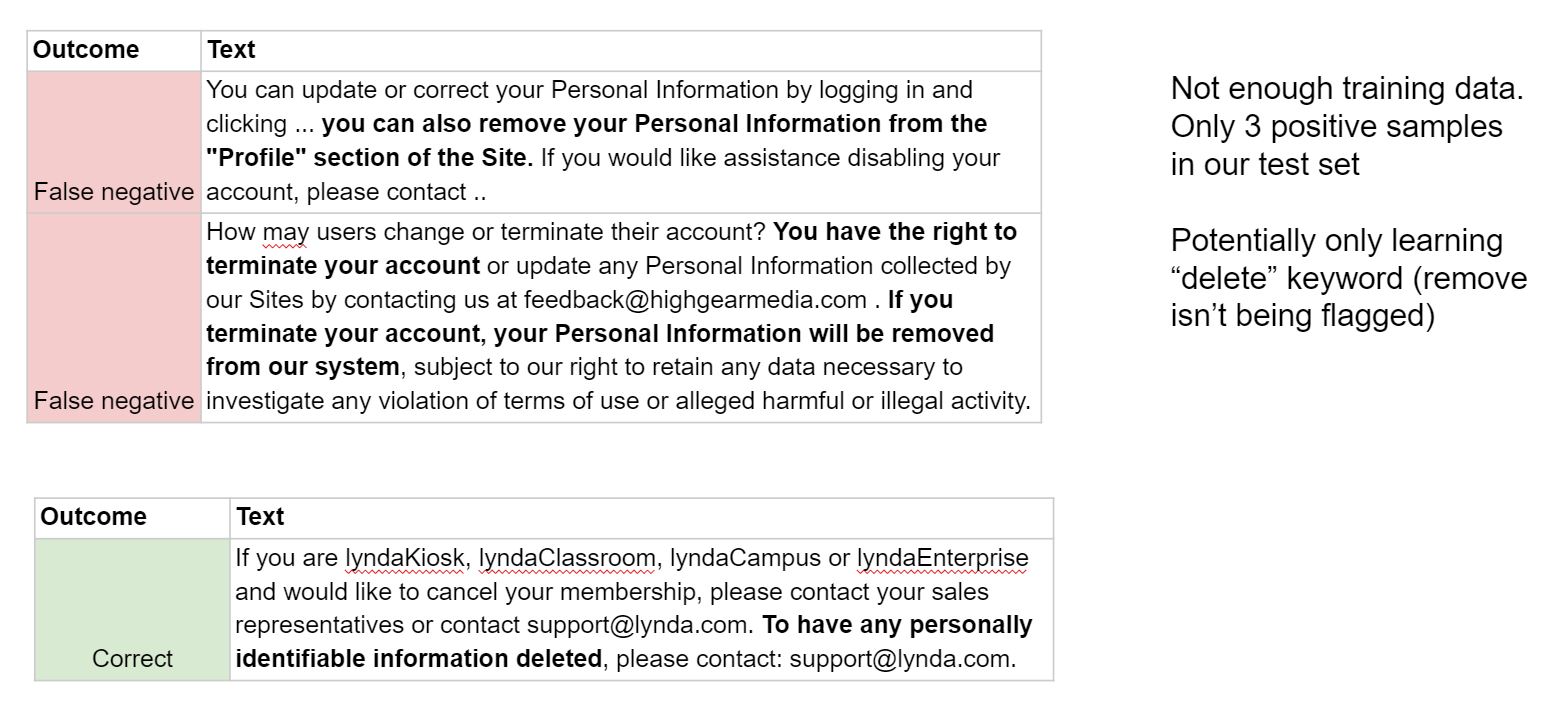 Outcome Text
You can update or correct your Personal Information by logging in and
clicking ... you can also remove your Personal Information from the
"Profile" section of the Site. If you would like assistance disabling your
False negative account, please contact ..
How may users change or terminate their account? You have the right to
terminate your account or update any Personal Information collected by
our Sites by contacting us at feedback@highgearmedia.com . If you
terminate your account, your Personal Information will be removed
from our system, subject to our right to retain any data necessary to
False negative investigate any violation of terms of use or alleged harmful or illegal activity.
Not enough training data.
Only 3 positive samples
in our test set
Potentially only learning
“delete” keyword (remove
isn’t being flagged)
Outcome Text
If you are lyndaKiosk, lyndaClassroom, lyndaCampus or lyndaEnterprise
and would like to cancel your membership, please contact your sales
representatives or contact support@lynda.com. To have any personally
Correct identifiable information deleted, please contact: support@lynda.com.